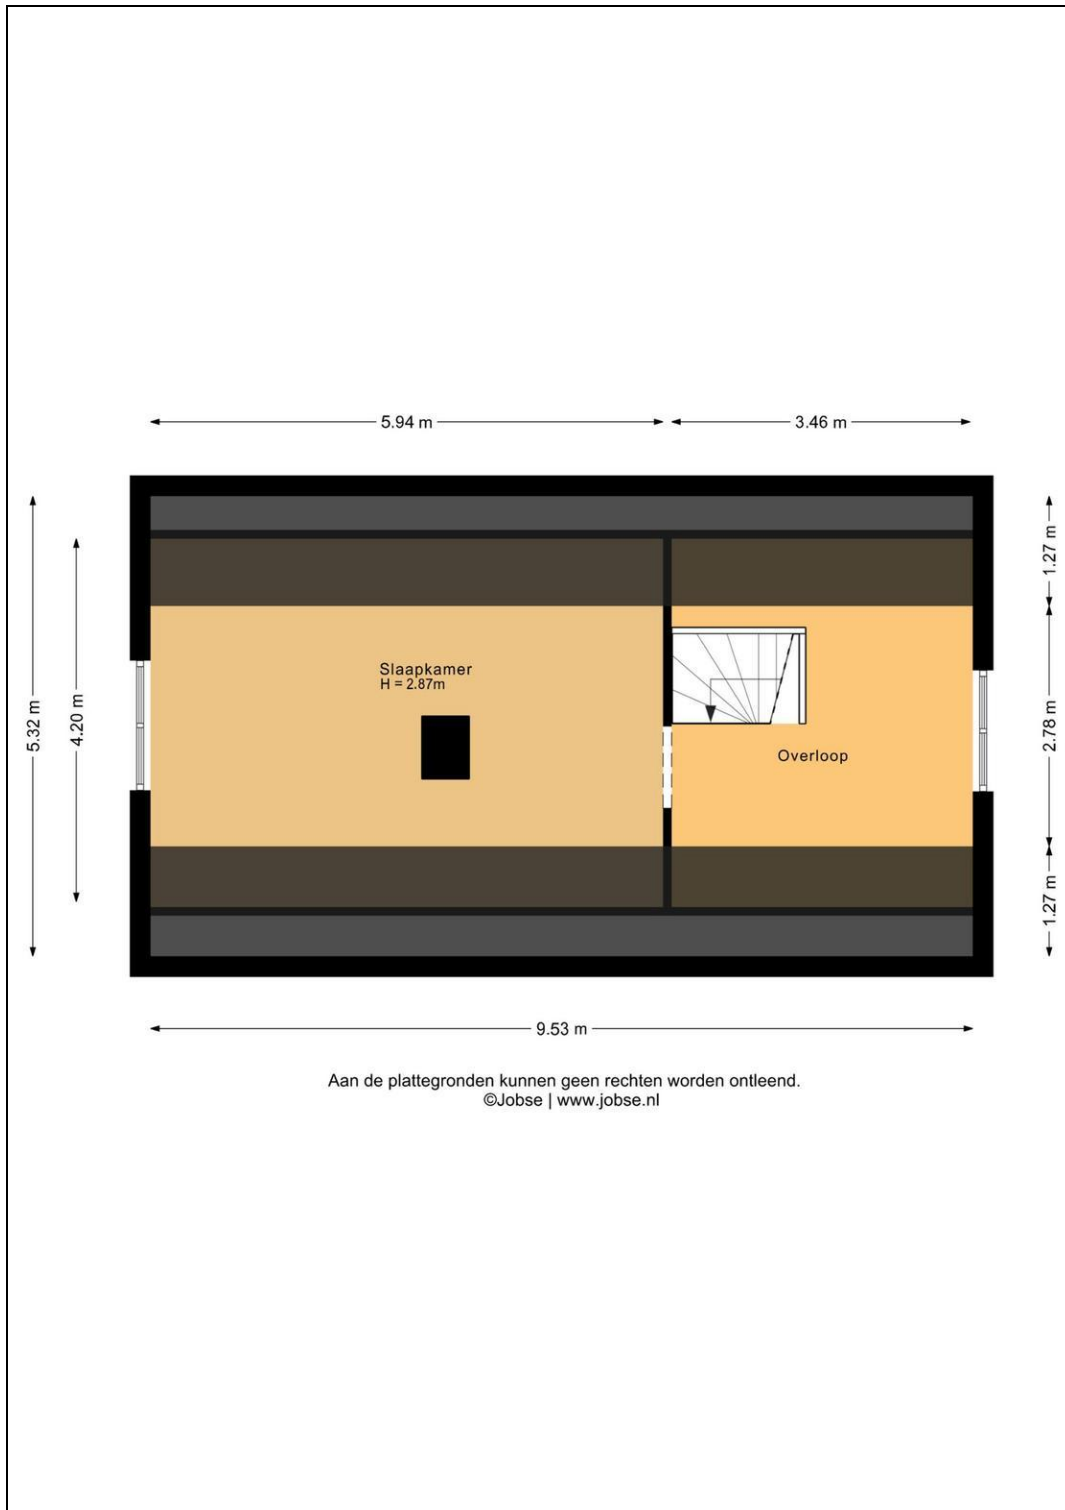 5.94 m
3.46 m
1.27 m
5.32 m
4.20 m
Slaapkamer
H = 2.87m
2.78 m
Overloop
1.27 m
9.53 m
Aan de plattegronden kunnen geen rechten worden ontleend.
©Jobse | www.jobse.nl